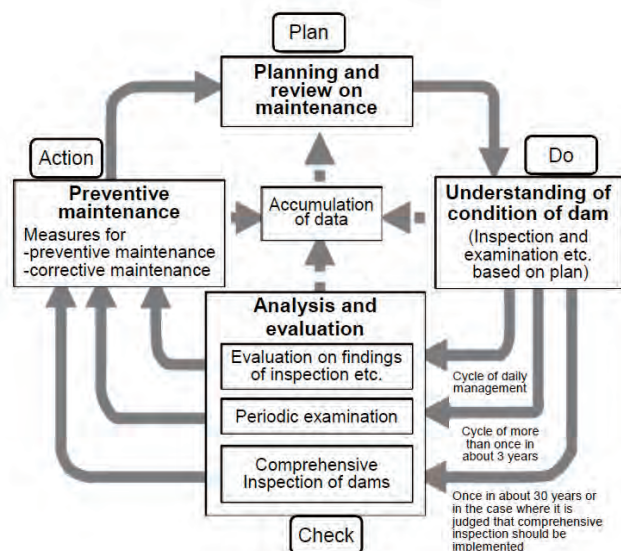 Plan
Planning and
review on
maintenance
Action
Do
Preventive
maintenance
Measures for
-preventive maintenance
-corrective maintenance
Accumulation
of data
Understanding of
condition of dam
(Inspection and
examination etc.
based on plan)
Analysis and
evaluation
Evaluation on findings
of inspection etc.
Cycle of daily
management
Periodic examination
Cycle of more
than once in
about 3 years
Comprehensive
Inspection of dams
Once in about 30 years or
in the case where it is
judged that comprehensive
inspection should be
implemented
Check